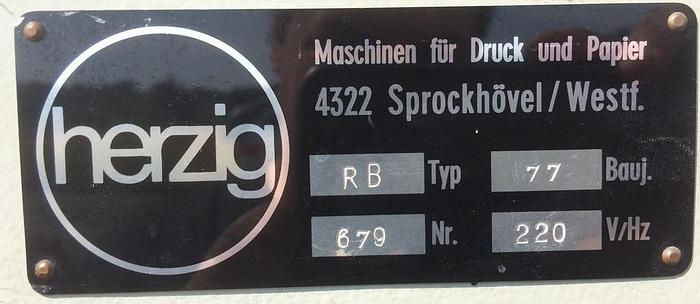 herzig
Maschinen für Druck und Papier
4322 Sprockhövel/Westf.
RB Typ 77 Bauj.
679 Nr. 220 V/Hz